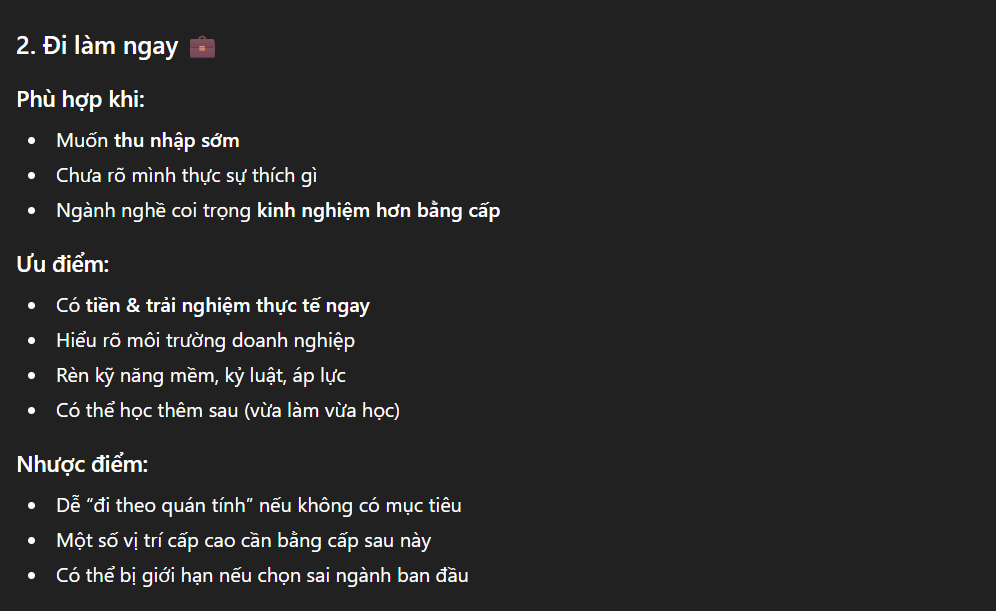 2. Đi làm ngay 💼
Phù hợp khi:
• Muốn thu nhập sớm
• Chưa rõ mình thực sự thích gì
• Ngành nghề coi trọng kinh nghiệm hơn bằng cấp
Ưu điểm:
• Có tiền & trải nghiệm thực tế ngay
• Hiểu rõ môi trường doanh nghiệp
• Rèn kỹ năng mềm, kỷ luật, áp lực
• Có thể học thêm sau (vừa làm vừa học)
Nhược điểm:
• Dễ “đi theo quán tính” nếu không có mục tiêu
• Một số vị trí cấp cao cần bằng cấp sau này
• Có thể bị giới hạn nếu chọn sai ngành ban đầu